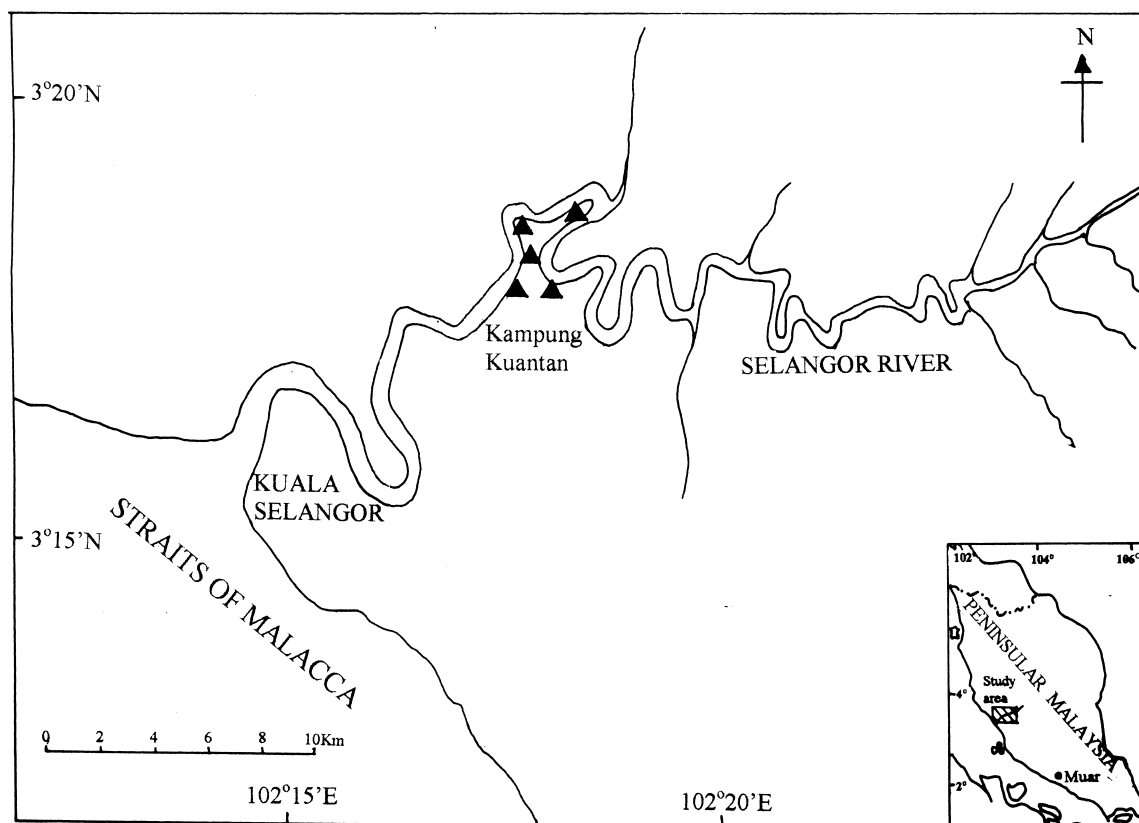 N
3°20'N
Kampung
Kuantan
SELANGOR RIVER
KUALA
SELANGOR
3°15'N
STRAITS OF MALACCA
0 2 4 6 8 10Km
102°15'E
102°20'E
102° 104° 106°
PENINSULAR MALAYSIA
Study
area
4°
Muar
2°